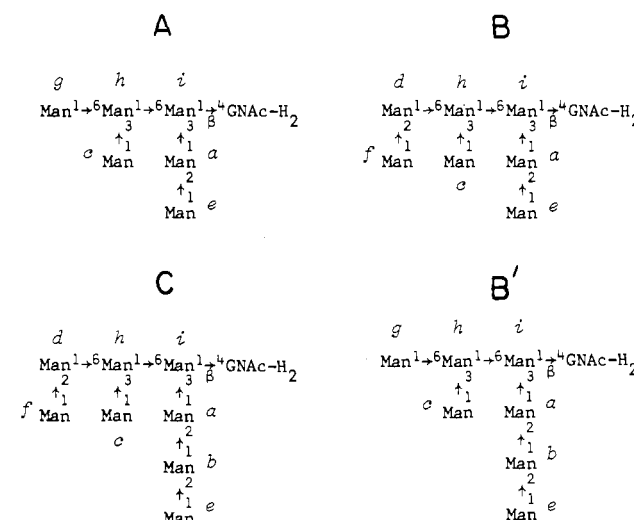 A
g h i
Man¹→⁶Man¹→⁶Man¹→⁴GNAc-H₂
3 3 β
↑1 ↑1
c Man Man a
2
↑1
Man e
B
d h i
Man¹→⁶Man¹→⁶Man¹→⁴GNAc-H₂
2 3 3 β
↑1 ↑1 ↑1
f Man Man Man a
c 2
↑1
Man e
C
d h i
Man¹→⁶Man¹→⁶Man¹→⁴GNAc-H₂
2 3 3 β
↑1 ↑1 ↑1
f Man Man Man a
c 2
↑1
Man b
2
↑1
Man e
B′
g h i
Man¹→⁶Man¹→⁶Man¹→⁴GNAc-H₂
3 3 β
↑1 ↑1
c Man Man a
2
↑1
Man b
2
↑1
Man e